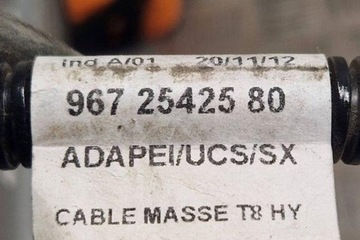 ind A/01 20/11/12
967 25425 80
ADAPEI/UCS/SX
CABLE MASSE T8 HY